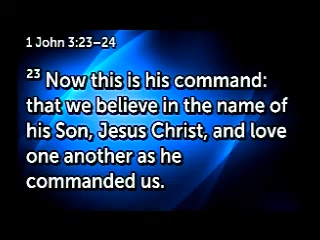 1 John 3:23–24
23 Now this is his command:
that we believe in the name of
his Son, Jesus Christ, and love
one another as he
commanded us.